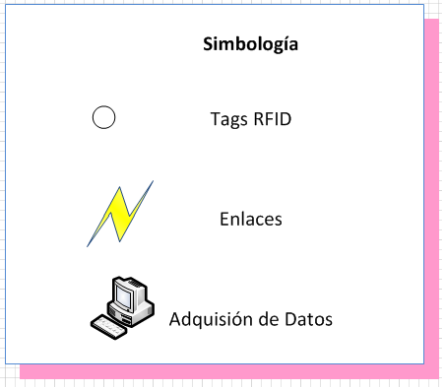 Simbología
Tags RFID
Enlaces
Adquisión de Datos